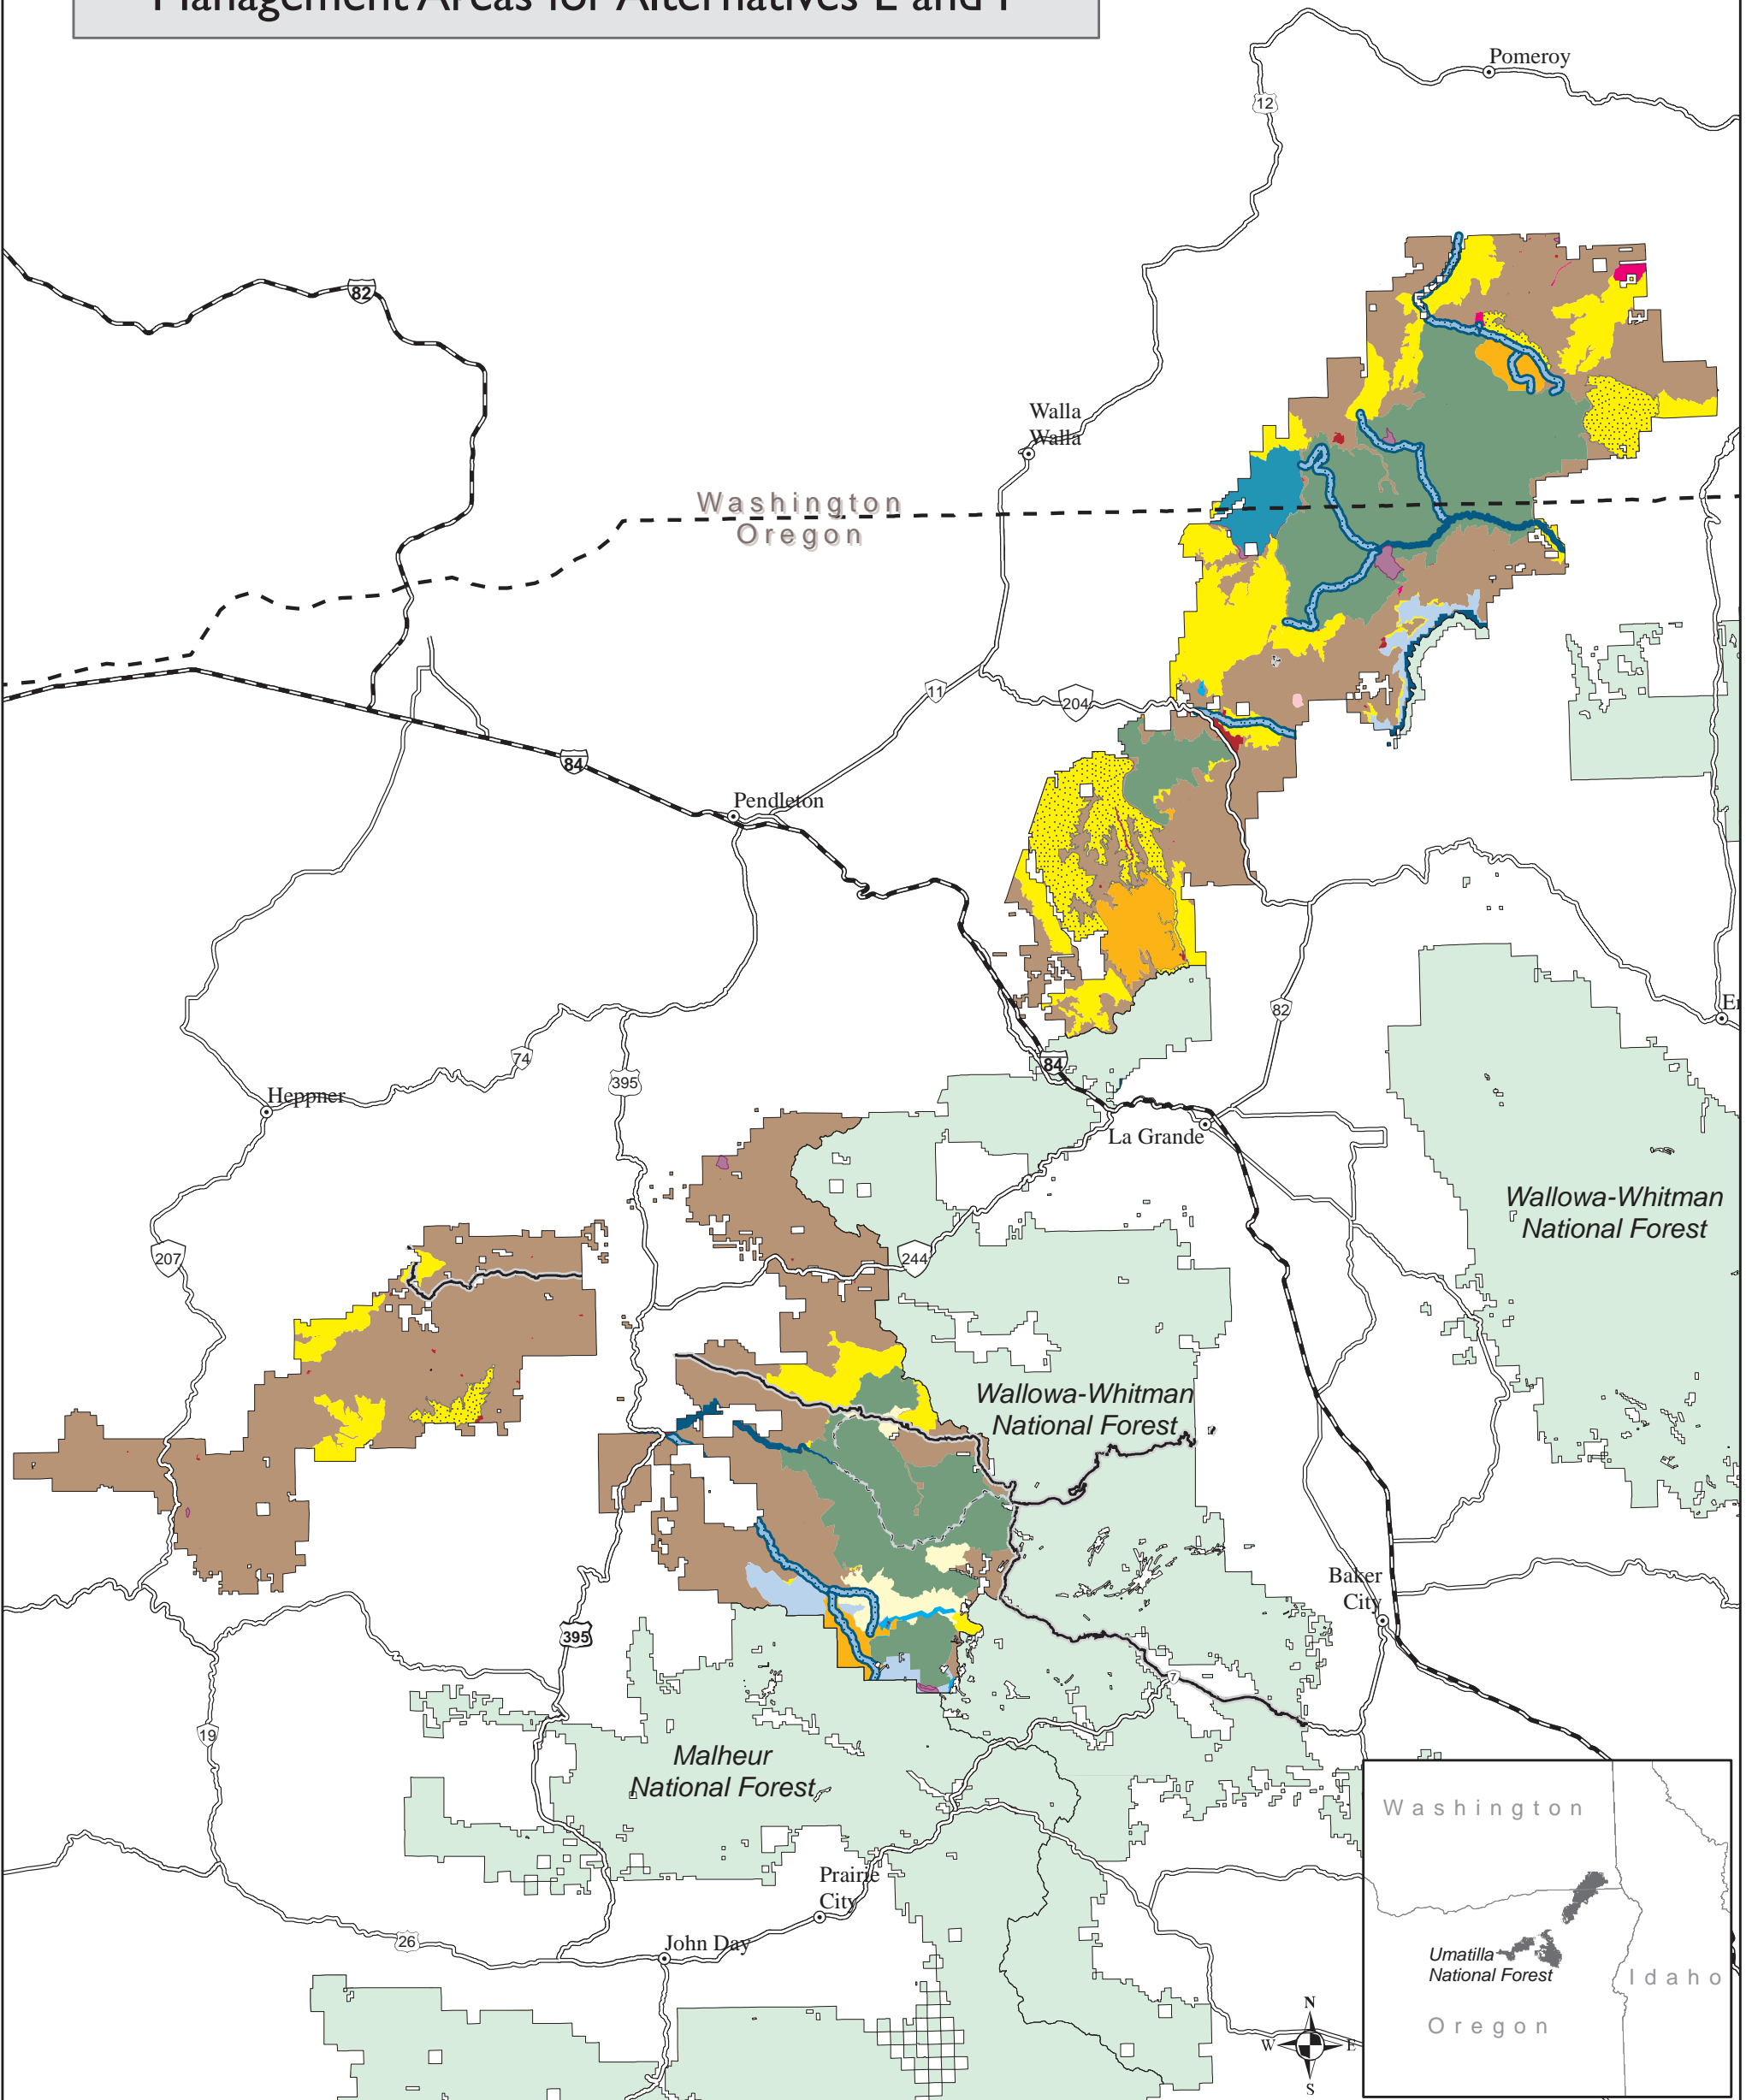 Management Areas for Alternatives E and F
Pomeroy
12
82
Walla
Walla
Washington
Oregon
11
204
84
Pendleton
82
84
74
395
Heppner
La Grande
Wallowa-Whitman
National Forest
207
244
Wallowa-Whitman
National Forest
Baker
City
395
7
19
Malheur
National Forest
Washington
Prairie
City
Umatilla
National Forest
Idaho
26
John Day
Oregon
N
W
E
S